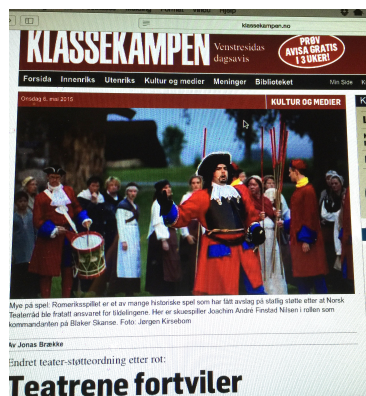 klassekampen.no
KLASSEKAMPEN
Venstresidas
dagsavis
PRØV
AVISA GRATIS
I 3 UKER!
Forsida Innenriks Utenriks Kultur og medier Meninger Biblioteket Min Side
Onsdag 6. mai 2015
KULTUR OG MEDIER
Mye på spel: Romeriksspillet er et av mange historiske spel som har fått avslag på statlig støtte etter at Norsk
Teaterråd ble fratatt ansvaret for tildelingene. Her er skuespiller Joachim André Finstad Nilsen i rollen som
kommandanten på Blaker Skanse. Foto: Jørgen Kirsebom
Av Jonas Brække
Endret teater-støtteordning etter rot:
Teatrene fortviler